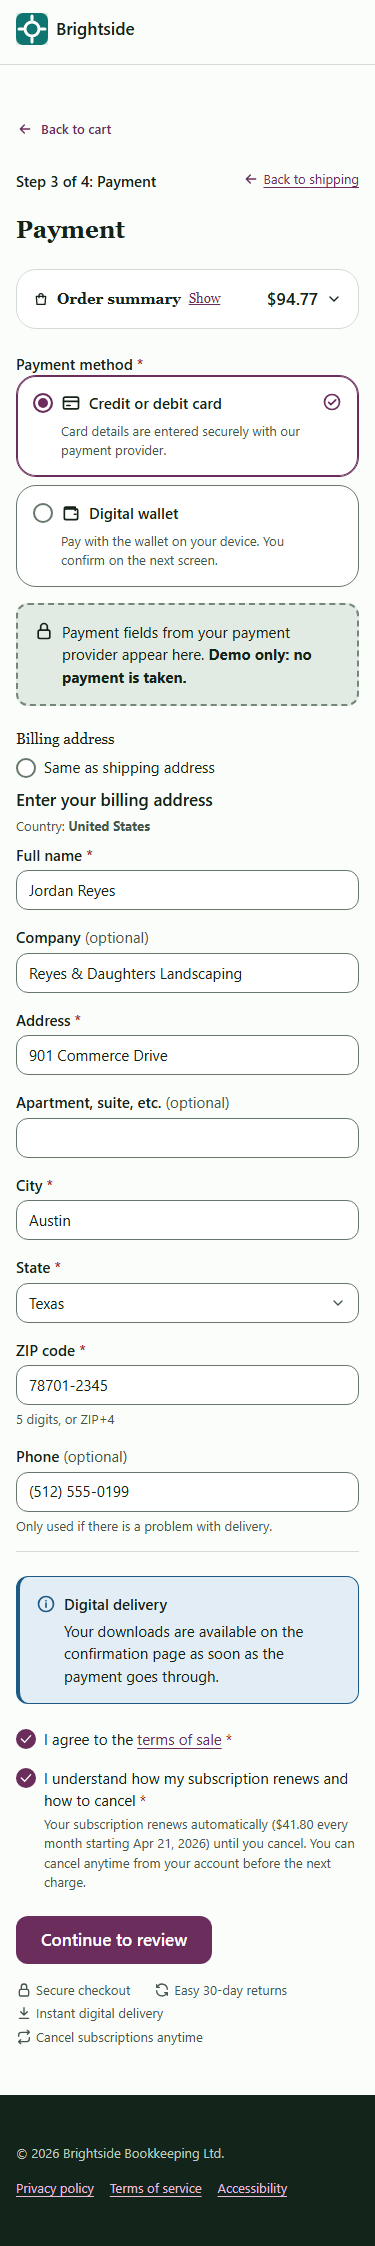 Brightside
Back to cart
Step 3 of 4: Payment
Back to shipping
Payment
Order summary Show $94.77
Payment method *
Credit or debit card
Card details are entered securely with our
payment provider.
Digital wallet
Pay with the wallet on your device. You
confirm on the next screen.
Payment fields from your payment
provider appear here. Demo only: no
payment is taken.
Billing address
Same as shipping address
Enter your billing address
Country: United States
Full name *
Jordan Reyes
Company (optional)
Reyes & Daughters Landscaping
Address *
901 Commerce Drive
Apartment, suite, etc. (optional)
City *
Austin
State *
Texas
ZIP code *
78701-2345
5 digits, or ZIP+4
Phone (optional)
(512) 555-0199
Only used if there is a problem with delivery.
Digital delivery
Your downloads are available on the
confirmation page as soon as the
payment goes through.
I agree to the terms of sale *
I understand how my subscription renews and
how to cancel *
Your subscription renews automatically ($41.80 every
month starting Apr 21, 2026) until you cancel. You can
cancel anytime from your account before the next
charge.
Continue to review
Secure checkout Easy 30-day returns
Instant digital delivery
Cancel subscriptions anytime
© 2026 Brightside Bookkeeping Ltd.
Privacy policy Terms of service Accessibility